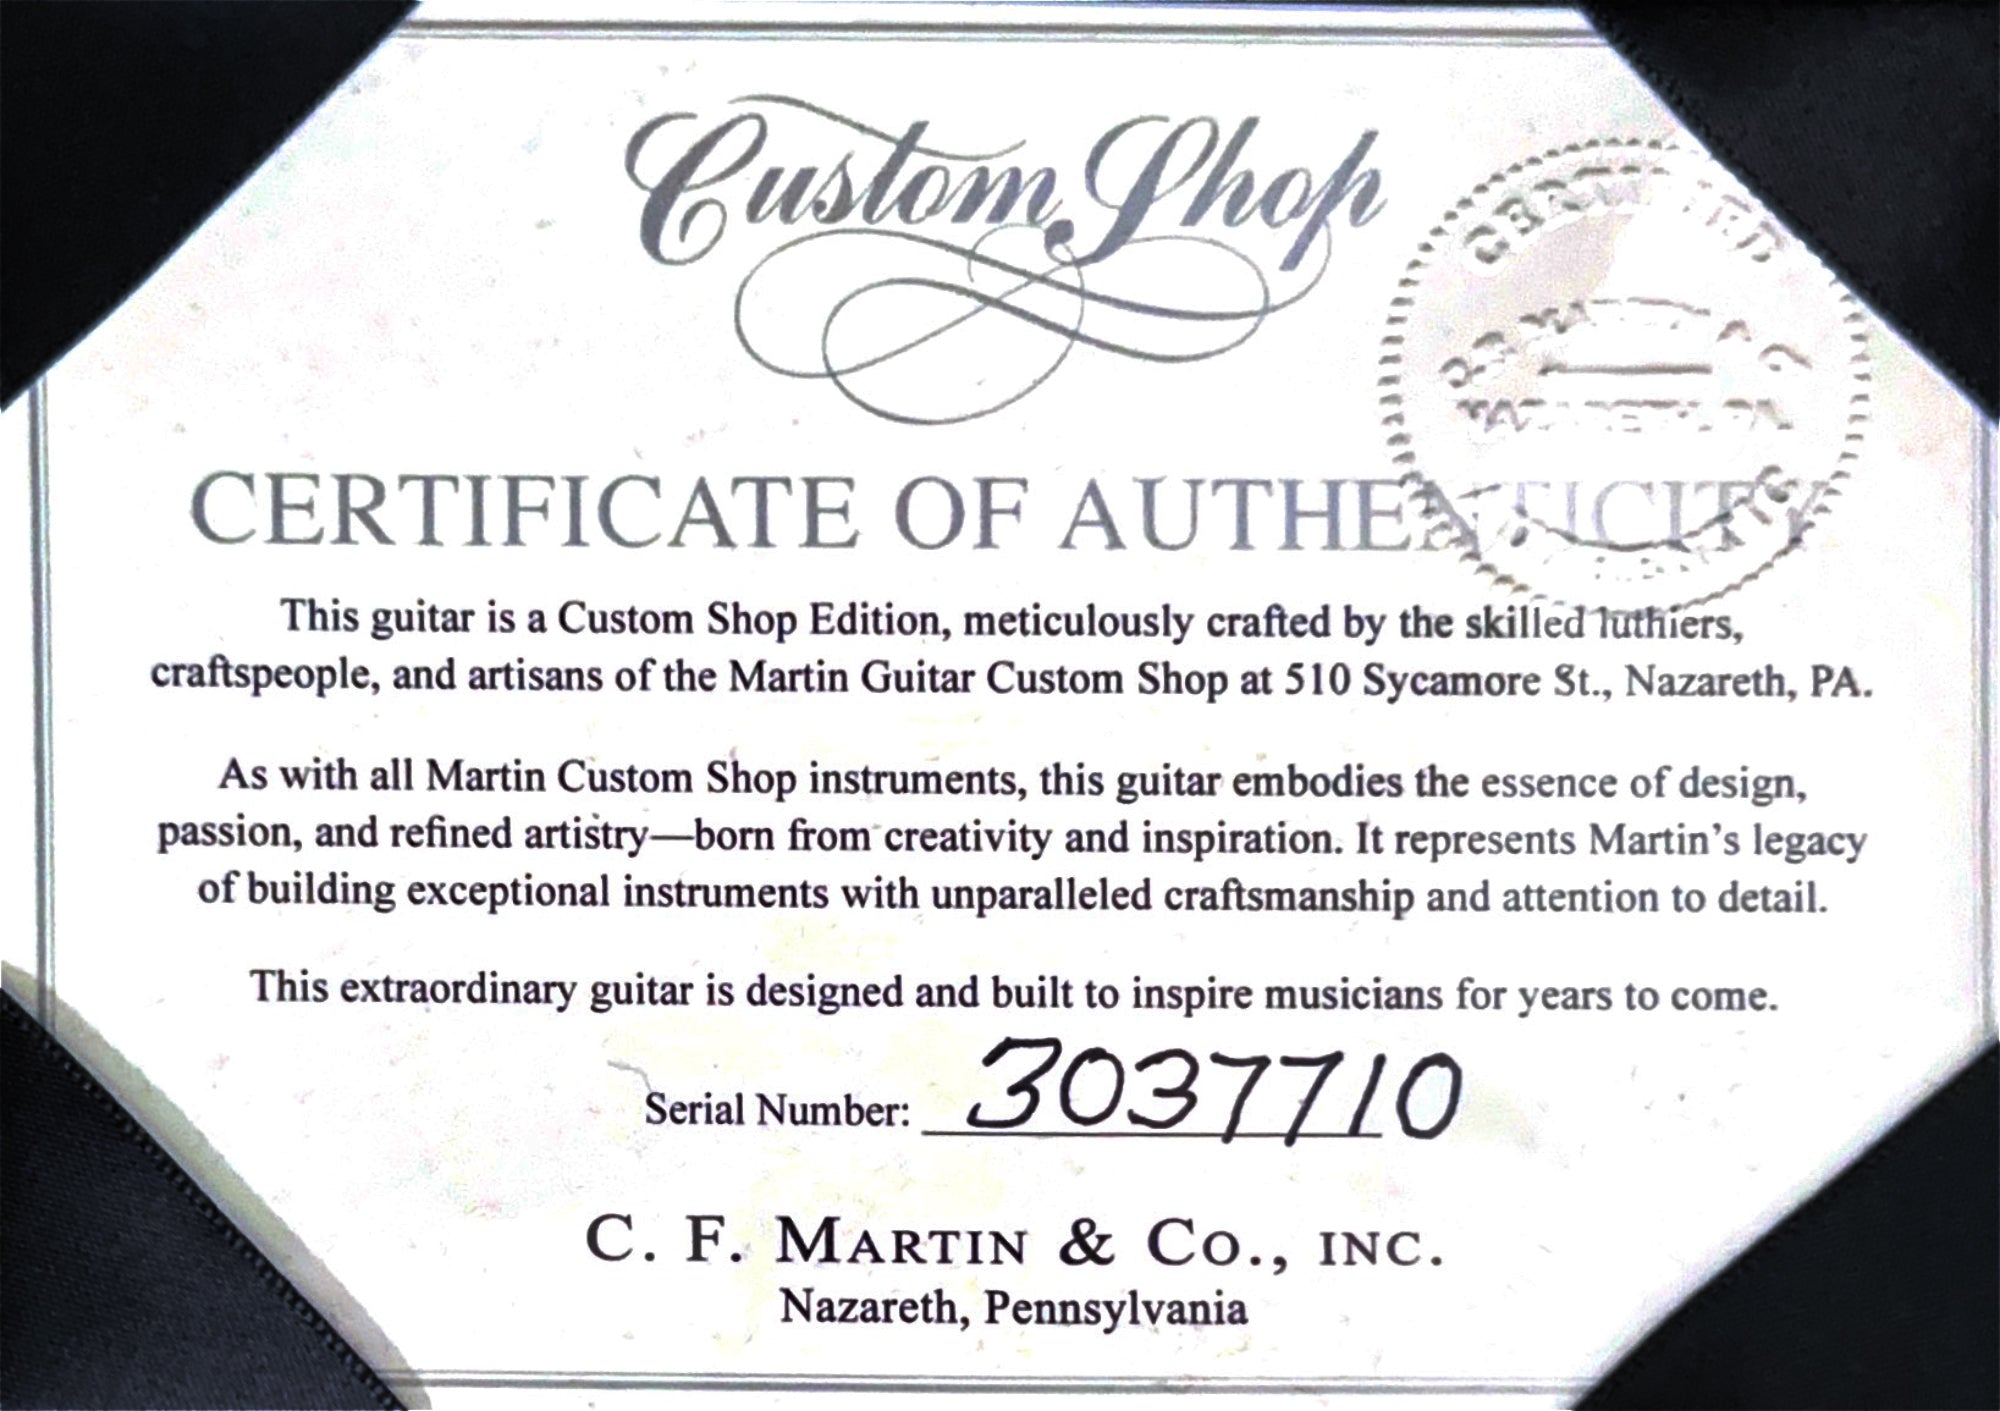 Custom Shop
CERTIFIED
NAZARETH, PA
CERTIFICATE OF AUTHENTICITY
This guitar is a Custom Shop Edition, meticulously crafted by the skilled luthiers,
craftspeople, and artisans of the Martin Guitar Custom Shop at 510 Sycamore St., Nazareth, PA.
As with all Martin Custom Shop instruments, this guitar embodies the essence of design,
passion, and refined artistry—born from creativity and inspiration. It represents Martin’s legacy
of building exceptional instruments with unparalleled craftsmanship and attention to detail.
This extraordinary guitar is designed and built to inspire musicians for years to come.
Serial Number: 3037710
C. F. MARTIN & CO., INC.
Nazareth, Pennsylvania